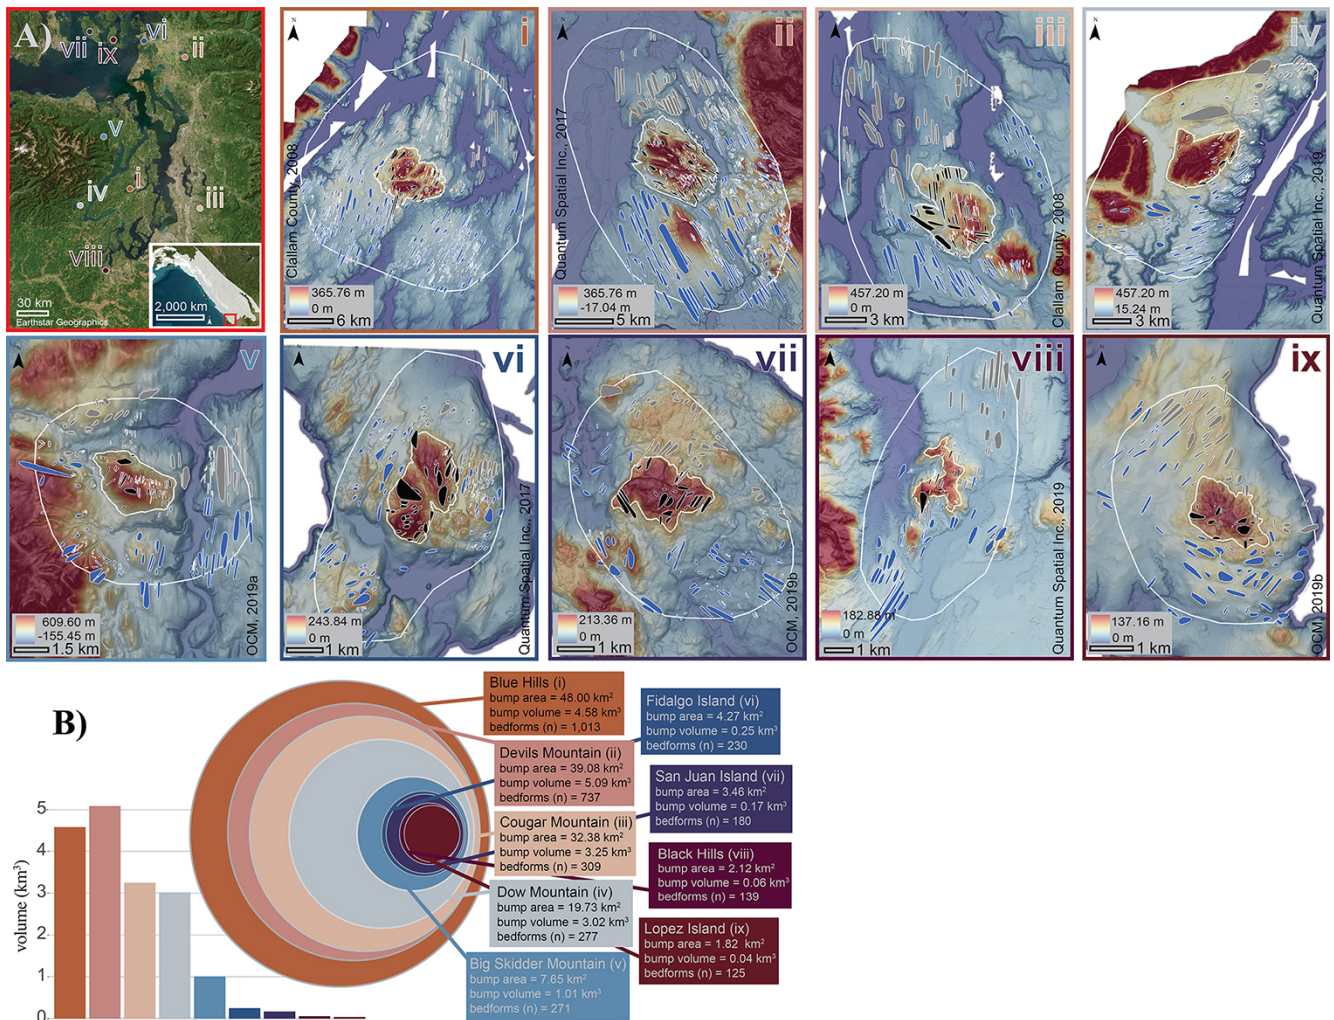 A)
vii
ix
vi
ii
v
iv
i
iii
viii
30 km
Earthstar Geographics
2,000 km
i
Clallam County, 2008
365.76 m
0 m
6 km
ii
Quantum Spatial Inc., 2017
365.76 m
-17.04 m
5 km
iii
Clallam County, 2008
457.20 m
0 m
3 km
iv
Quantum Spatial Inc., 2019
457.20 m
15.24 m
3 km
v
OCM, 2019a
609.60 m
-155.45 m
1.5 km
vi
Quantum Spatial Inc., 2017
243.84 m
0 m
1 km
vii
OCM, 2019b
213.36 m
0 m
1 km
viii
Quantum Spatial Inc., 2019
182.88 m
0 m
1 km
ix
OCM, 2019b
137.16 m
0 m
1 km
B)
volume (km³)
5
4
3
2
1
0
Blue Hills (i)
bump area = 48.00 km²
bump volume = 4.58 km³
bedforms (n) = 1,013
Devils Mountain (ii)
bump area = 39.08 km²
bump volume = 5.09 km³
bedforms (n) = 737
Cougar Mountain (iii)
bump area = 32.38 km²
bump volume = 3.25 km³
bedforms (n) = 309
Dow Mountain (iv)
bump area = 19.73 km²
bump volume = 3.02 km³
bedforms (n) = 277
Big Skidder Mountain (v)
bump area = 7.65 km²
bump volume = 1.01 km³
bedforms (n) = 271
Fidalgo Island (vi)
bump area = 4.27 km²
bump volume = 0.25 km³
bedforms (n) = 230
San Juan Island (vii)
bump area = 3.46 km²
bump volume = 0.17 km³
bedforms (n) = 180
Black Hills (viii)
bump area = 2.12 km²
bump volume = 0.06 km³
bedforms (n) = 139
Lopez Island (ix)
bump area = 1.82 km²
bump volume = 0.04 km³
bedforms (n) = 125